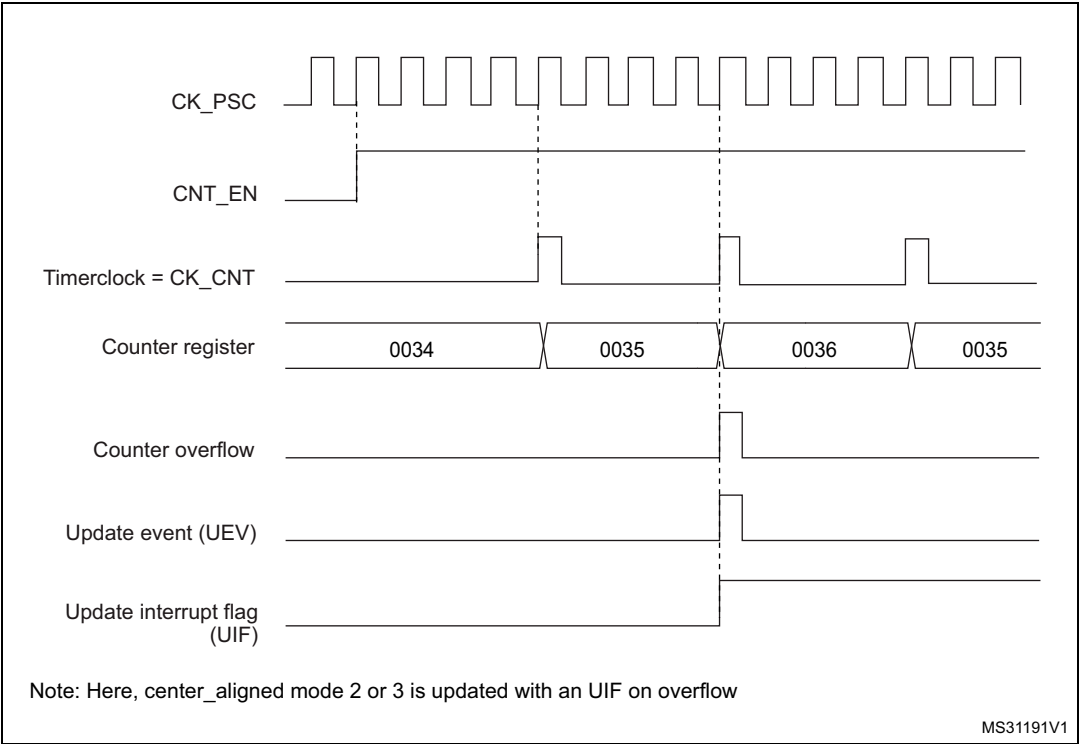 CK_PSC
CNT_EN
Timerclock = CK_CNT
Counter register
0034
0035
0036
0035
Counter overflow
Update event (UEV)
Update interrupt flag
(UIF)
Note: Here, center_aligned mode 2 or 3 is updated with an UIF on overflow
MS31191V1